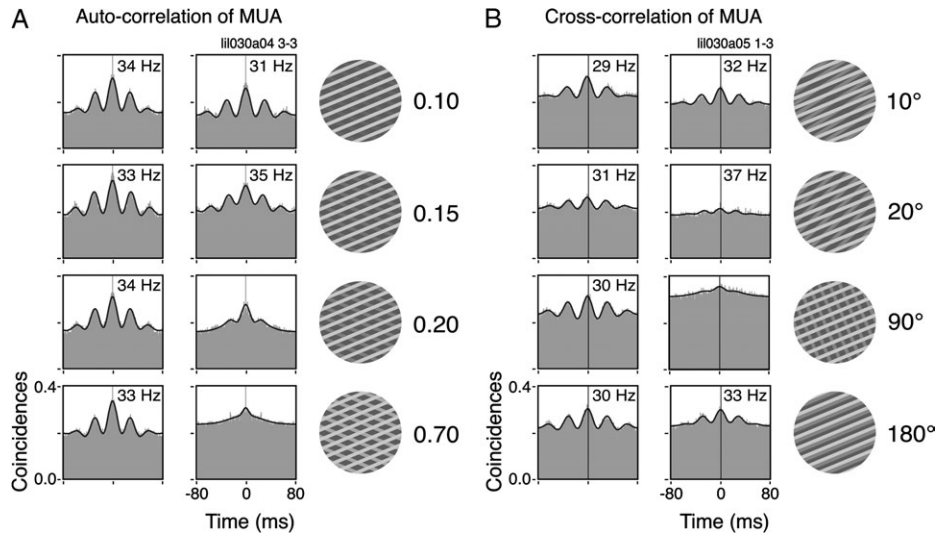 A Auto-correlation of MUA
lil030a04 3-3
34 Hz 31 Hz 0.10
33 Hz 35 Hz 0.15
34 Hz 0.20
33 Hz 0.70
Coincidences
0.4
0.0
-80 0 80
Time (ms)
B Cross-correlation of MUA
lil030a05 1-3
29 Hz 32 Hz 10°
31 Hz 37 Hz 20°
30 Hz 90°
30 Hz 33 Hz 180°
Coincidences
0.4
0.0
-80 0 80
Time (ms)